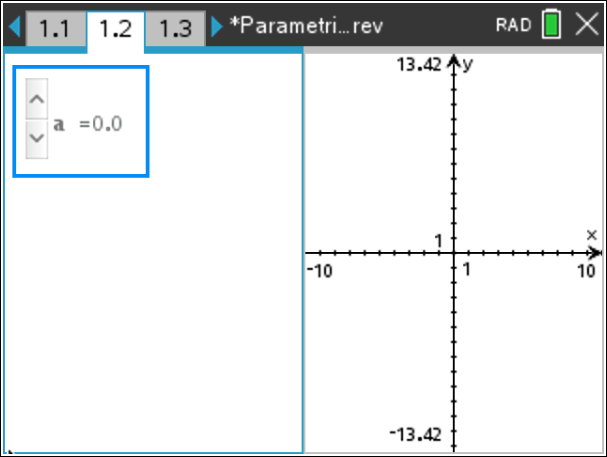 1.1 1.2 1.3 *Parametri...rev RAD
a =0.0
13.42 y
x
1
-10 1 10
-13.42